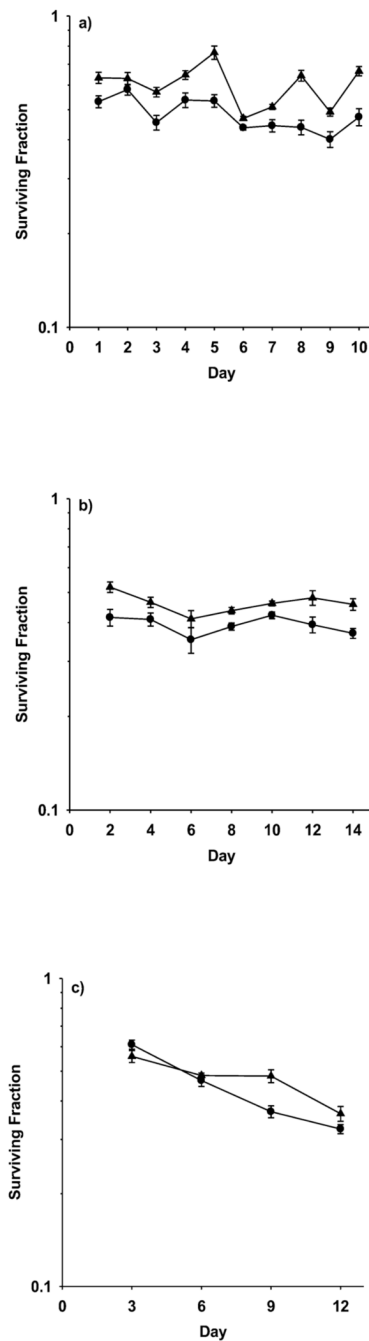 1
a)
Surviving Fraction
0.1
0 1 2 3 4 5 6 7 8 9 10
Day
1
b)
Surviving Fraction
0.1
0 2 4 6 8 10 12 14
Day
1
c)
Surviving Fraction
0.1
0 3 6 9 12
Day